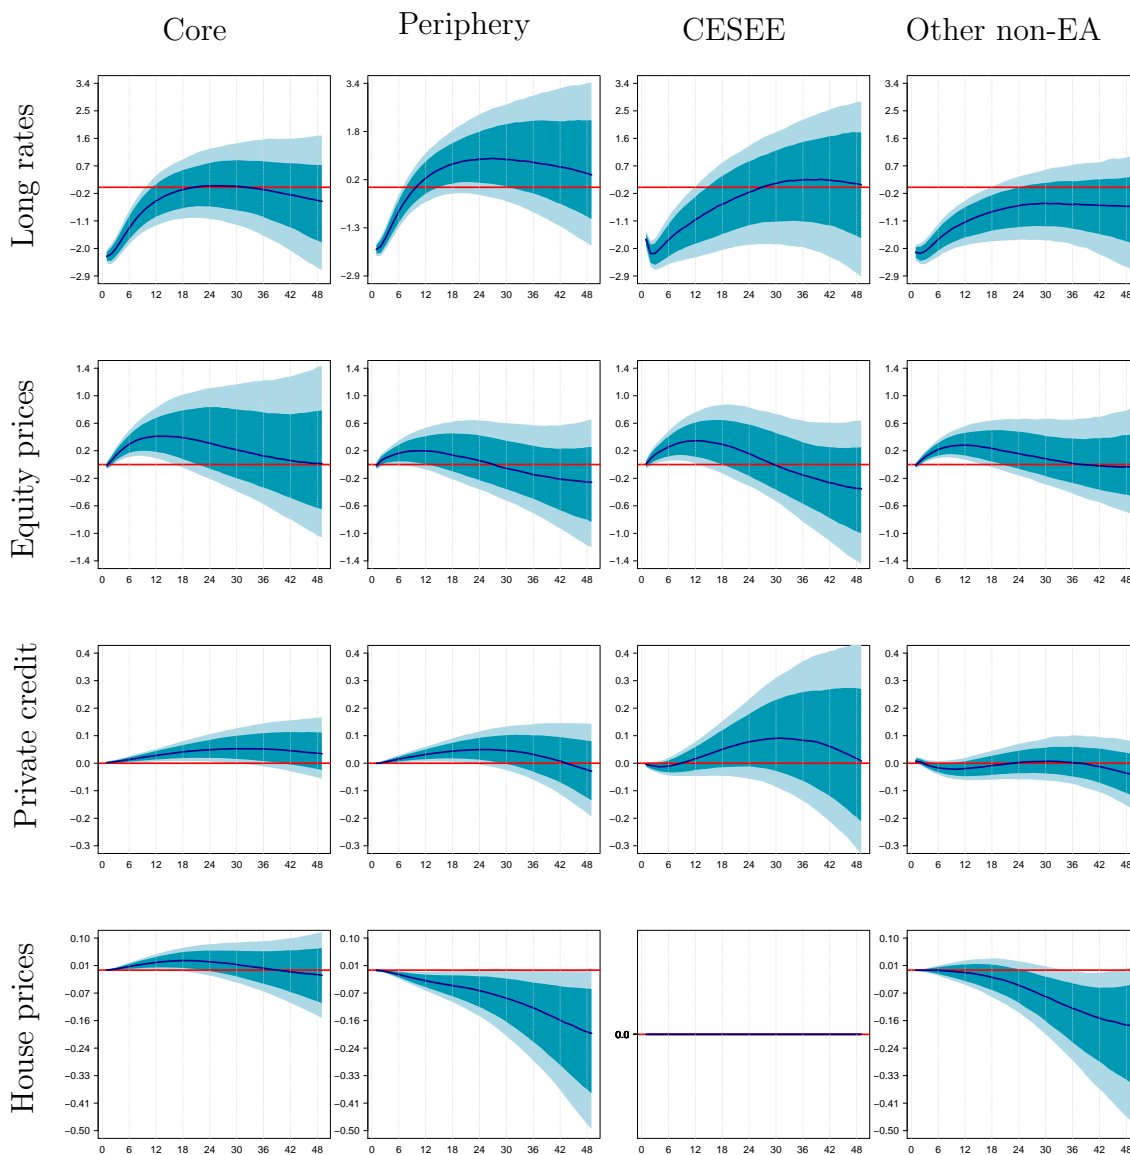 Core Periphery CESEE Other non-EA
Long rates
3.4 3.4 3.4 3.4
2.5 2.5 2.5
1.6 1.8 1.6 1.6
0.7 0.7 0.7
−0.2 0.2 −0.2 −0.2
−1.1 −1.3 −1.1 −1.1
−2.0 −2.0 −2.0
−2.9 −2.9 −2.9 −2.9
0 6 12 18 24 30 36 42 48 0 6 12 18 24 30 36 42 48 0 6 12 18 24 30 36 42 48 0 6 12 18 24 30 36 42 48
Equity prices
1.4 1.4 1.4 1.4
1.0 1.0 1.0 1.0
0.6 0.6 0.6 0.6
0.2 0.2 0.2 0.2
−0.2 −0.2 −0.2 −0.2
−0.6 −0.6 −0.6 −0.6
−1.0 −1.0 −1.0 −1.0
−1.4 −1.4 −1.4 −1.4
0 6 12 18 24 30 36 42 48 0 6 12 18 24 30 36 42 48 0 6 12 18 24 30 36 42 48 0 6 12 18 24 30 36 42 48
Private credit
0.4 0.4 0.4 0.4
0.3 0.3 0.3 0.3
0.2 0.2 0.2 0.2
0.1 0.1 0.1 0.1
0.0 0.0 0.0 0.0
−0.1 −0.1 −0.1 −0.1
−0.2 −0.2 −0.2 −0.2
−0.3 −0.3 −0.3 −0.3
0 6 12 18 24 30 36 42 48 0 6 12 18 24 30 36 42 48 0 6 12 18 24 30 36 42 48 0 6 12 18 24 30 36 42 48
House prices
0.10 0.10 0.10
0.01 0.01 0.01
−0.07 −0.07 −0.07
−0.16 −0.16 −0.16
0.0
−0.24 −0.24 −0.24
−0.33 −0.33 −0.33
−0.41 −0.41 −0.41
−0.50 −0.50 −0.50
0 6 12 18 24 30 36 42 48 0 6 12 18 24 30 36 42 48 0 6 12 18 24 30 36 42 48 0 6 12 18 24 30 36 42 48